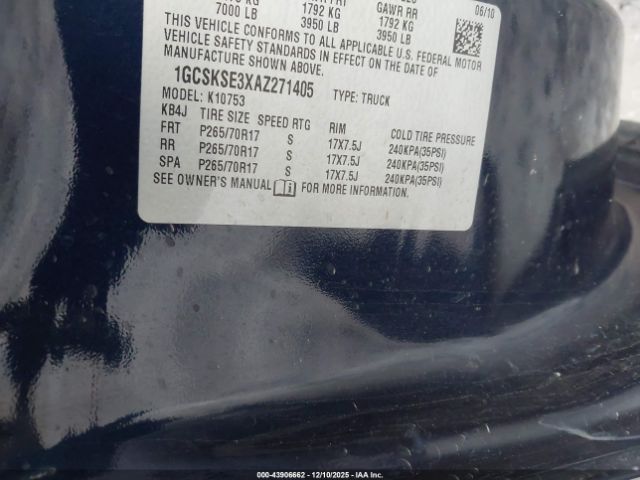 1792 KG GAWR RR 06/10
7000 LB 3950 LB 1792 KG
3950 LB
THIS VEHICLE CONFORMS TO ALL APPLICABLE U.S. FEDERAL MOTOR
VEHICLE SAFETY STANDARDS IN EFFECT ON THE DATE OF
MANUFACTURE SHOWN ABOVE.
1GCSKSE3XAZ271405
MODEL: K10753 TYPE: TRUCK
KB4J TIRE SIZE SPEED RTG RIM COLD TIRE PRESSURE
FRT P265/70R17 S 17X7.5J 240KPA(35PSI)
RR P265/70R17 S 17X7.5J 240KPA(35PSI)
SPA P265/70R17 S 17X7.5J 240KPA(35PSI)
SEE OWNER'S MANUAL FOR MORE INFORMATION.
000-43906662 - 12/10/2025 - IAA Inc.